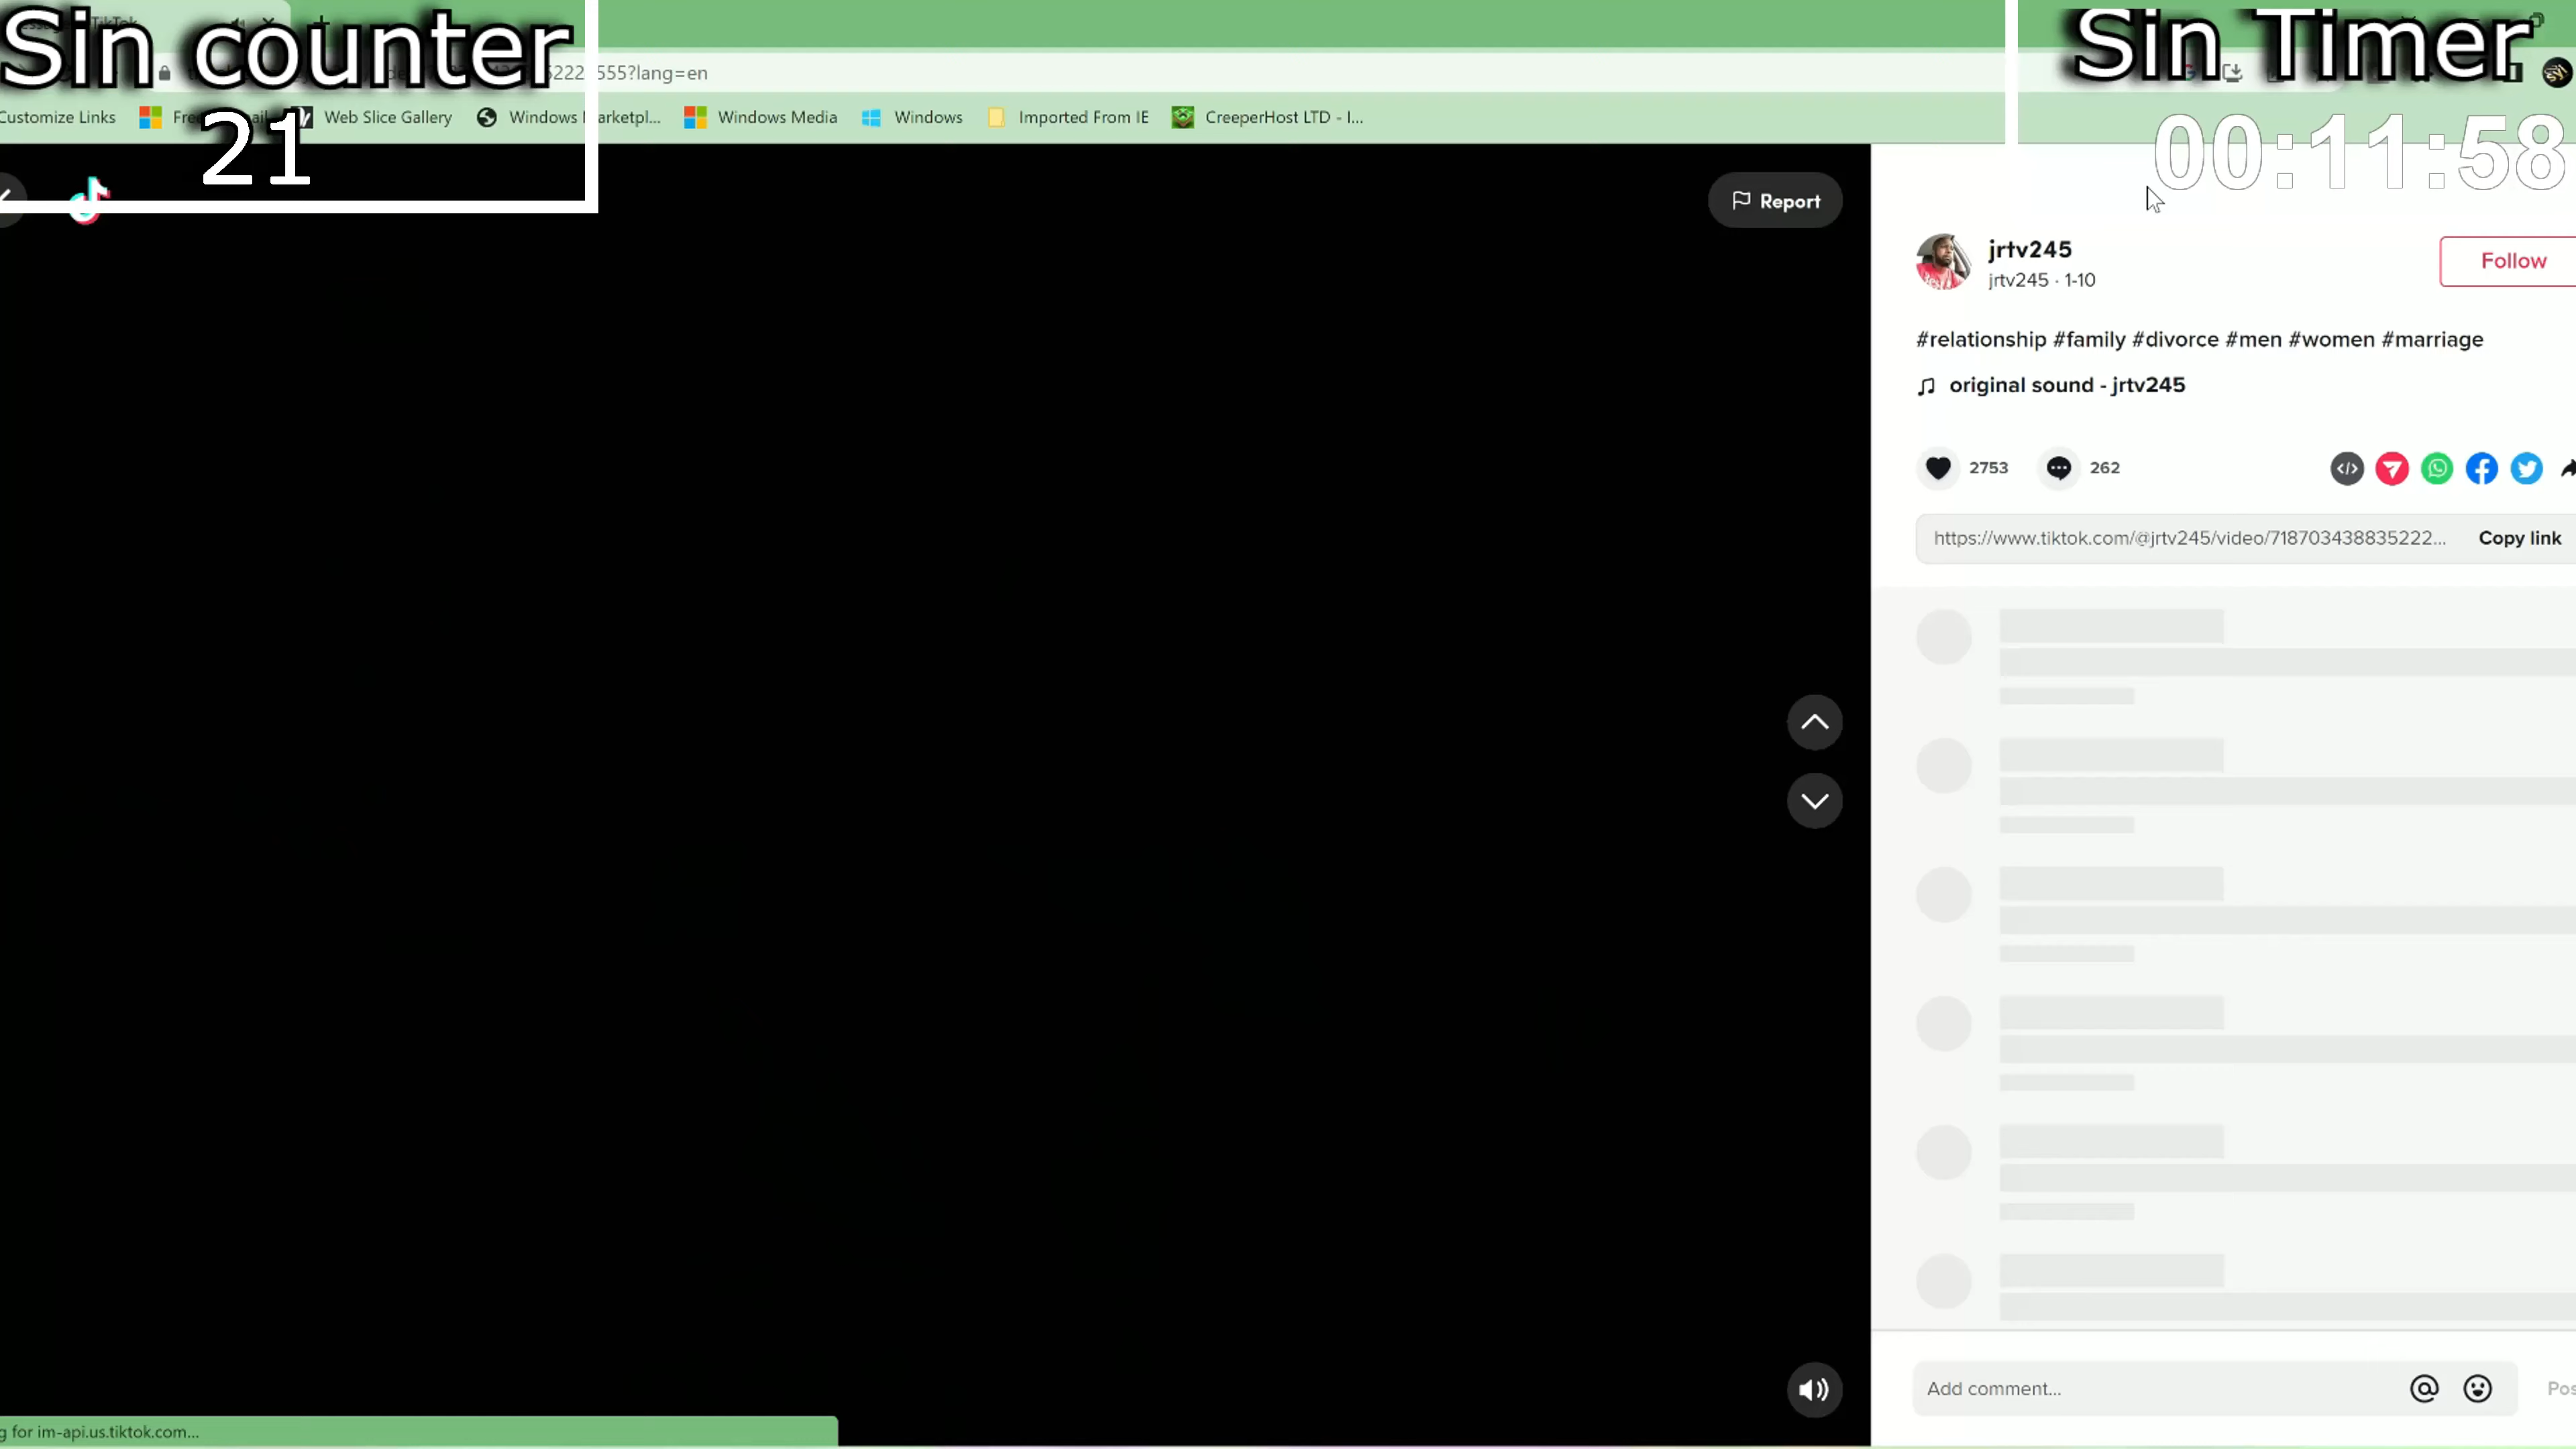 Sin counter
21
Sin Timer
00:11:58
555?lang=en
Customize Links
Web Slice Gallery
Windows
Windows Media
Windows
Imported From IE
CreeperHost LTD - I...
Report
jrtv245
jrtv245 · 1-10
Follow
#relationship #family #divorce #men #women #marriage
original sound - jrtv245
2753
262
https://www.tiktok.com/@jrtv245/video/718703438835222...
Copy link
Add comment...
g for im-api.us.tiktok.com...